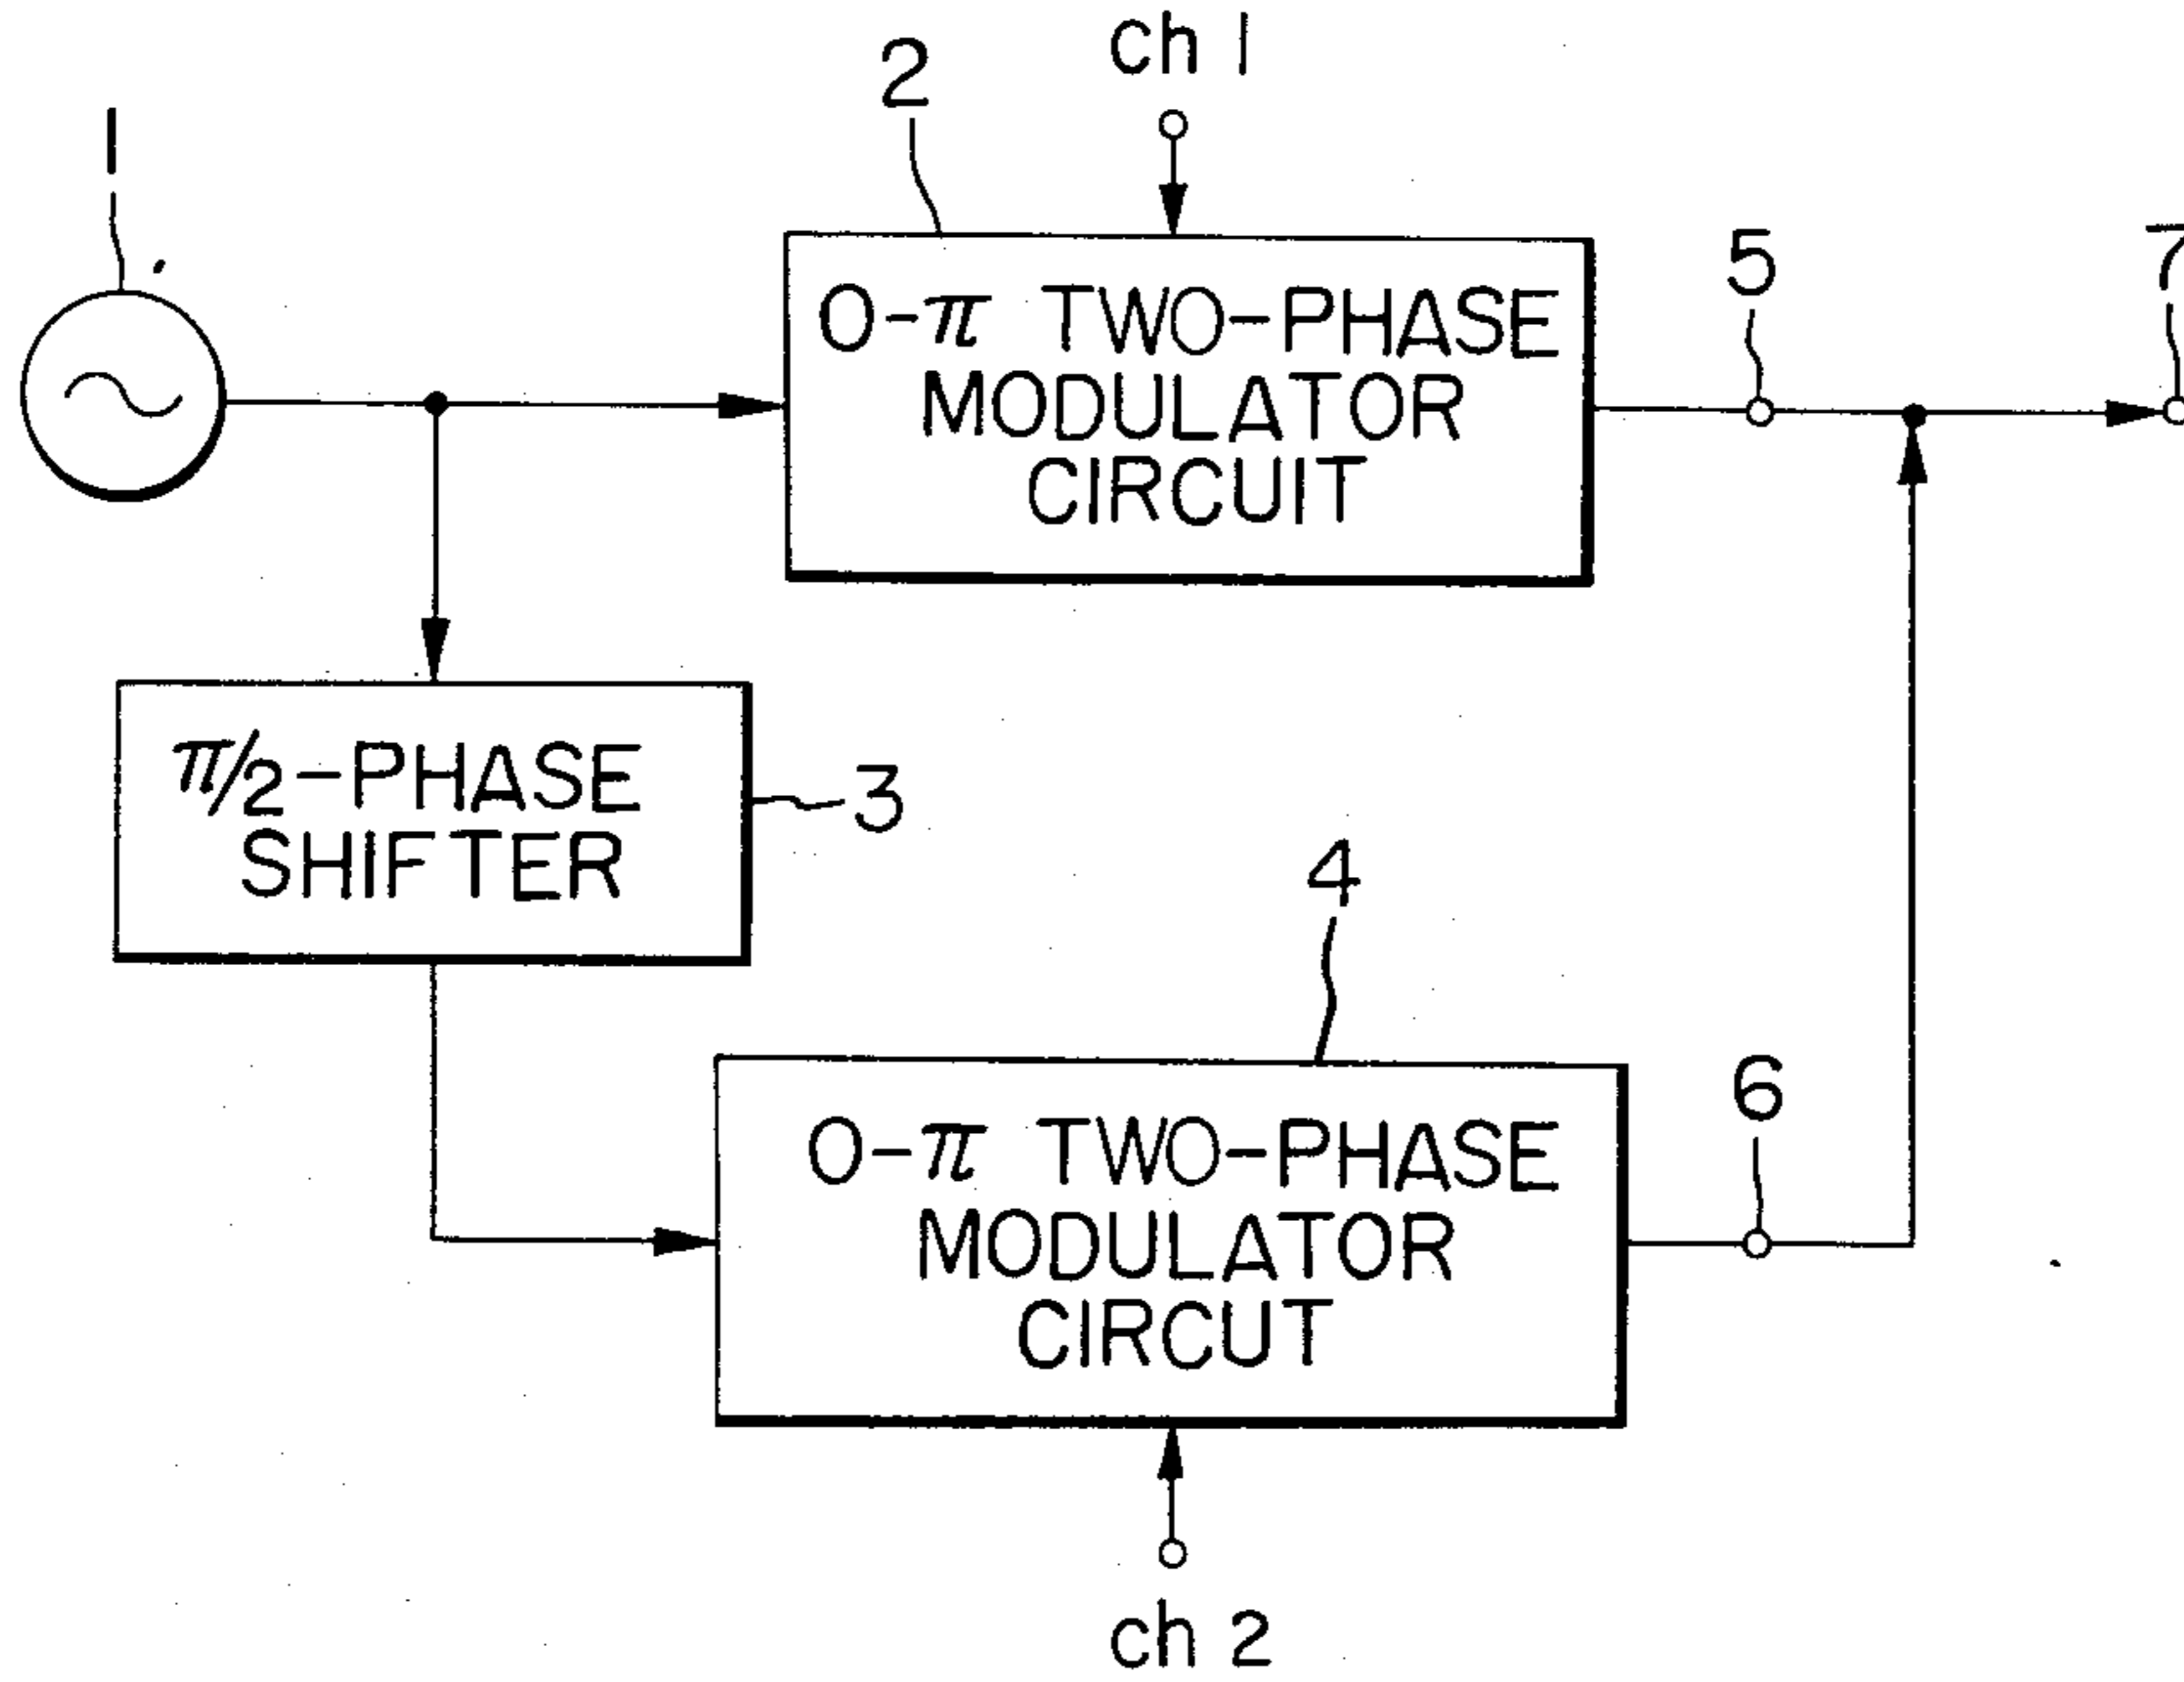 ch 1
2
1
0-π TWO-PHASE
MODULATOR
CIRCUIT
5
7
π/2-PHASE
SHIFTER
3
4
0-π TWO-PHASE
MODULATOR
CIRCUT
6
ch 2